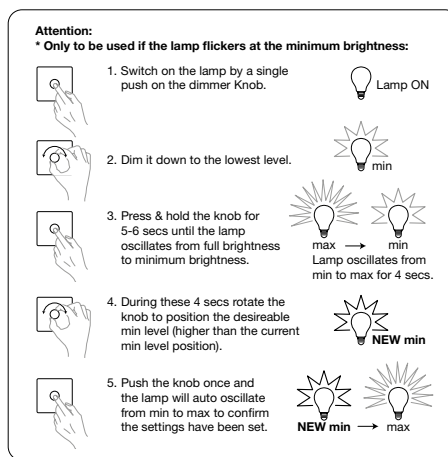 Attention:
* Only to be used if the lamp flickers at the minimum brightness:
1. Switch on the lamp by a single
push on the dimmer Knob.
Lamp ON
2. Dim it down to the lowest level.
min
3. Press & hold the knob for
5-6 secs until the lamp
oscillates from full brightness
to minimum brightness.
max → min
Lamp oscillates from
min to max for 4 secs.
4. During these 4 secs rotate the
knob to position the desireable
min level (higher than the current
min level position).
NEW min
5. Push the knob once and
the lamp will auto oscillate
from min to max to confirm
the settings have been set.
NEW min → max